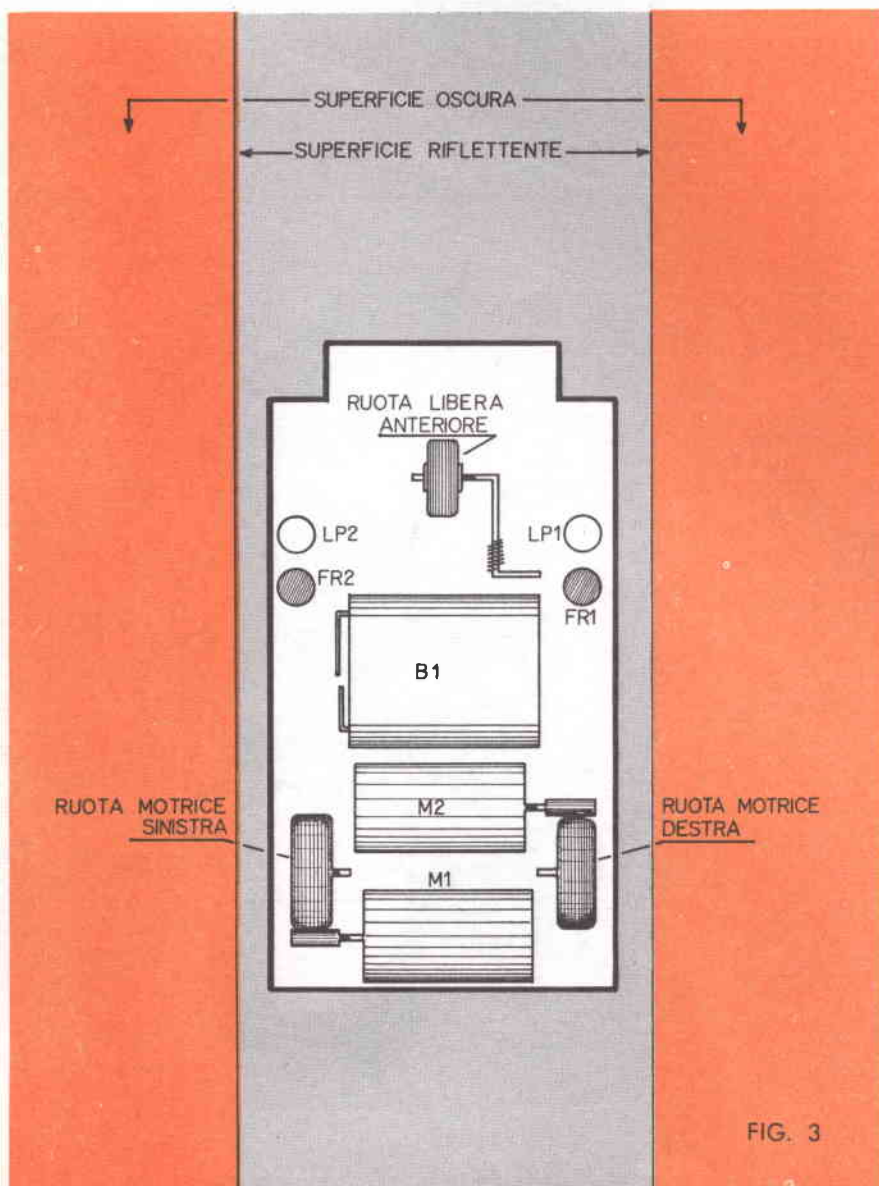 SUPERFICIE OSCURA
SUPERFICIE RIFLETTENTE
RUOTA LIBERA
ANTERIORE
LP2
LP1
FR2
FR1
B1
RUOTA MOTRICE
SINISTRA
M2
RUOTA MOTRICE
DESTRA
M1
FIG. 3